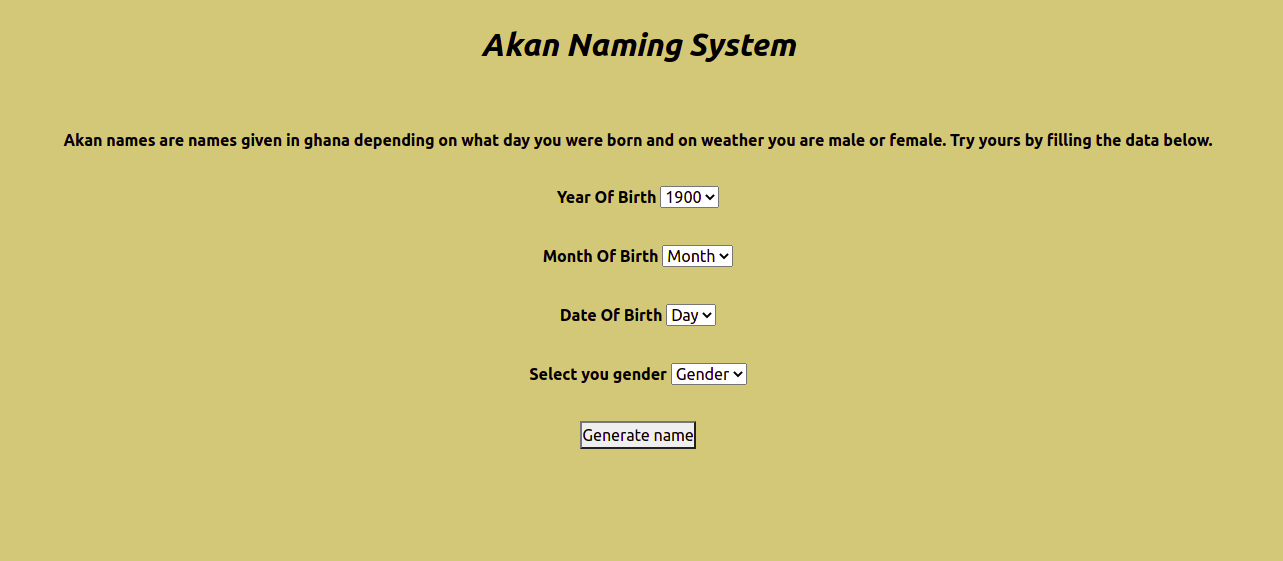 Akan Naming System
Akan names are names given in ghana depending on what day you were born and on weather you are male or female. Try yours by filling the data below.
Year Of Birth 1900
Month Of Birth Month
Date Of Birth Day
Select you gender Gender
Generate name